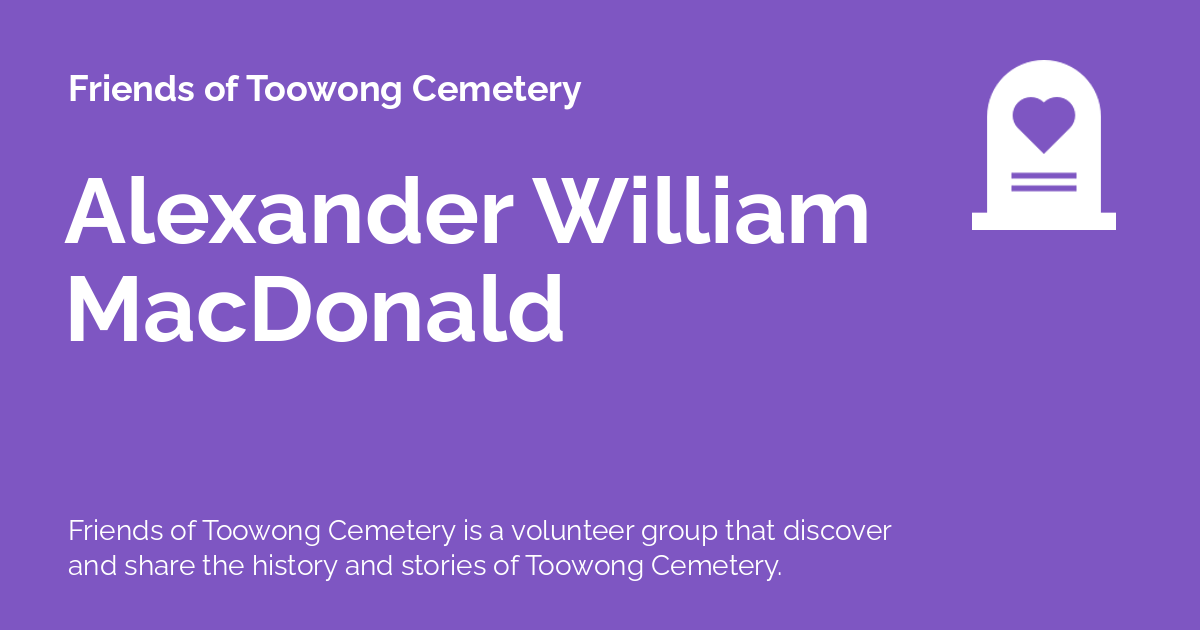 Friends of Toowong Cemetery
Alexander William
MacDonald
Friends of Toowong Cemetery is a volunteer group that discover
and share the history and stories of Toowong Cemetery.